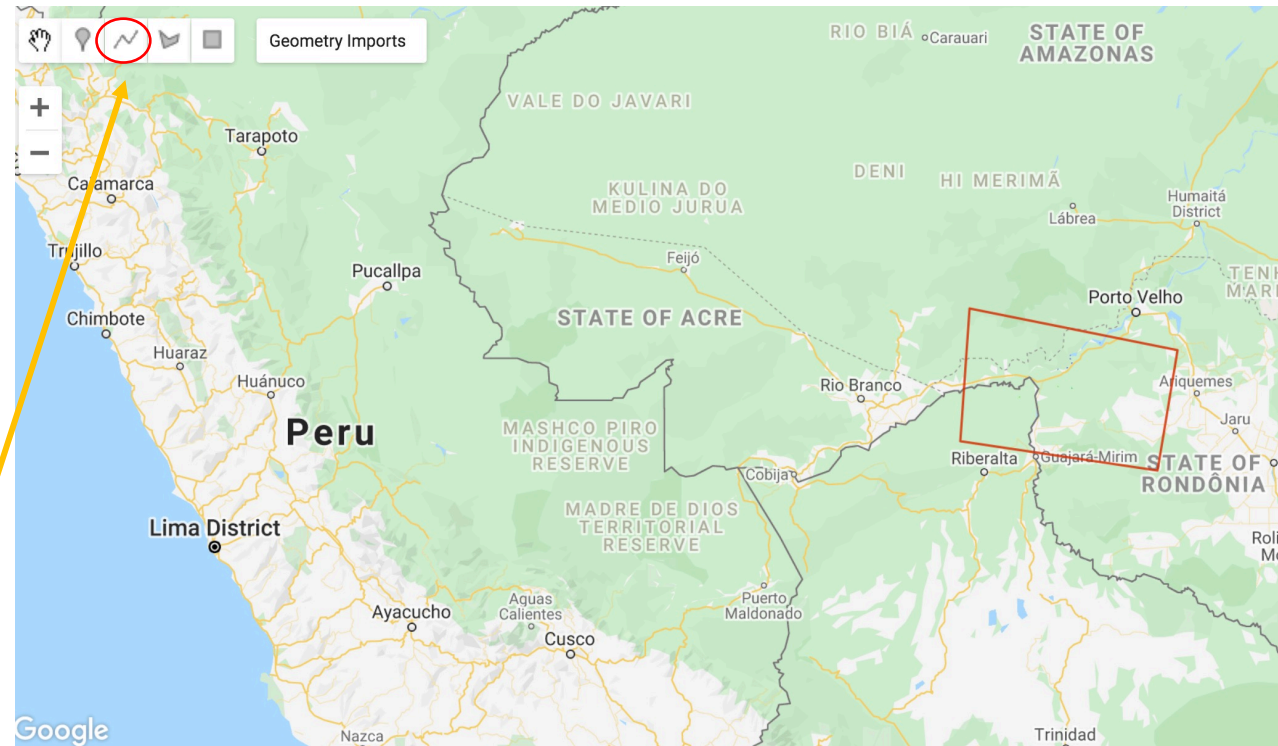 Geometry Imports
+
−
RIO BIÁ
Carauari
STATE OF
AMAZONAS
VALE DO JAVARI
Tarapoto
DENI
HI MERIMÃ
Cajamarca
KULINA DO
MEDIO JURUA
Humaitá
District
Lábrea
Trujillo
Feijó
Pucallpa
Porto Velho
Chimbote
STATE OF ACRE
Huaraz
Huánuco
Rio Branco
Ariquemes
Jaru
Peru
MASHCO PIRO
INDIGENOUS
RESERVE
Riberalta
Guajará-Mirim
STATE OF
RONDÔNIA
Cobija
MADRE DE DIOS
TERRITORIAL
RESERVE
Lima District
Aguas
Calientes
Puerto
Maldonado
Ayacucho
Cusco
Google
Nazca
Trinidad